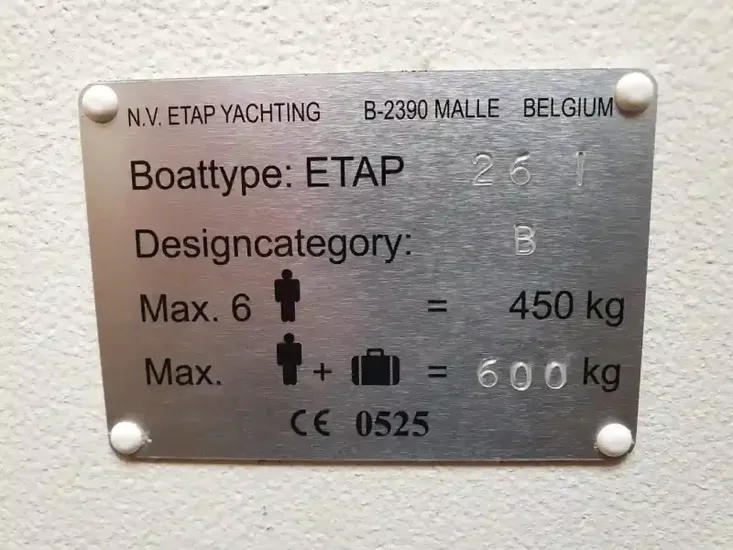 N.V. ETAP YACHTING B-2390 MALLE BELGIUM
Boattype: ETAP 26 I
Designcategory: B
Max. 6 = 450 kg
Max. + = 600 kg
CE 0525